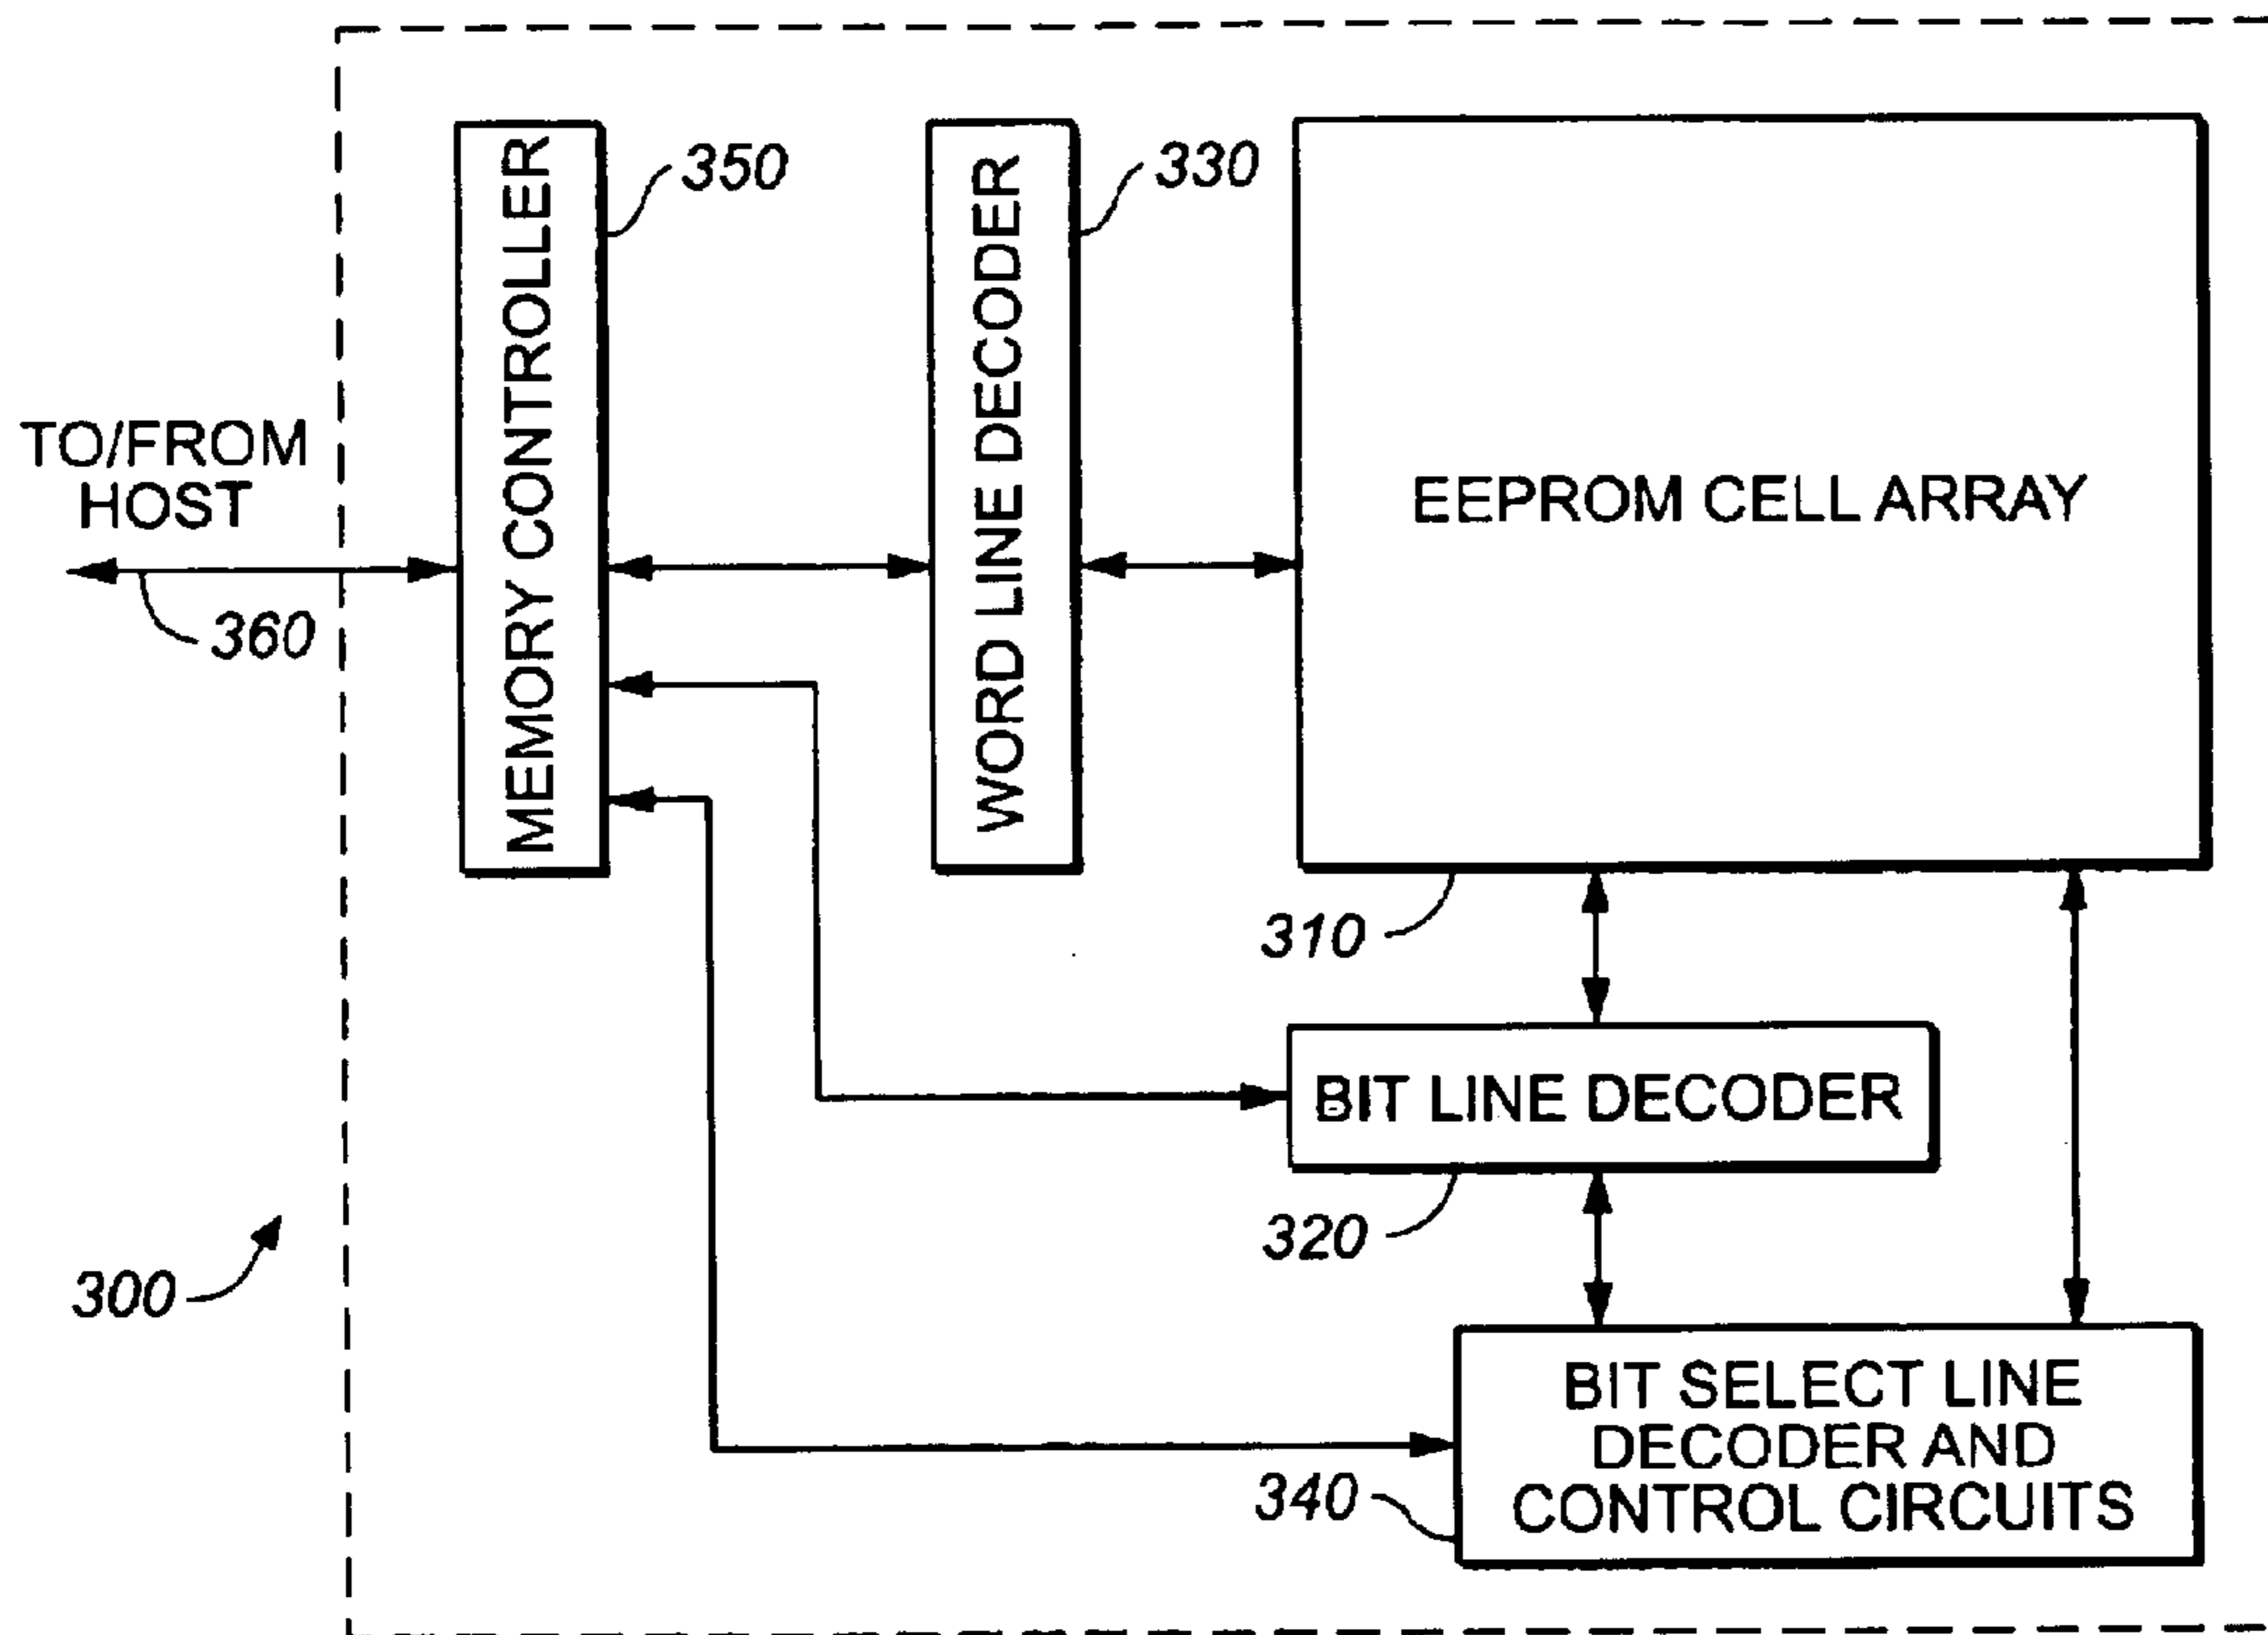 TO/FROM
HOST
360
MEMORY CONTROLLER
350
WORD LINE DECODER
330
EEPROM CELL ARRAY
310
BIT LINE DECODER
320
300
BIT SELECT LINE
DECODER AND
CONTROL CIRCUITS
340